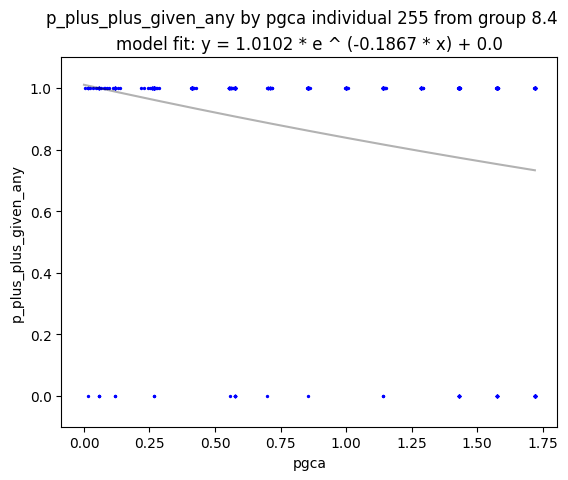 p_plus_plus_given_any by pgca individual 255 from group 8.4
model fit: y = 1.0102 * e ^ (-0.1867 * x) + 0.0
1.0
0.8
0.6
0.4
0.2
0.0
p_plus_plus_given_any
0.00 0.25 0.50 0.75 1.00 1.25 1.50 1.75
pgca